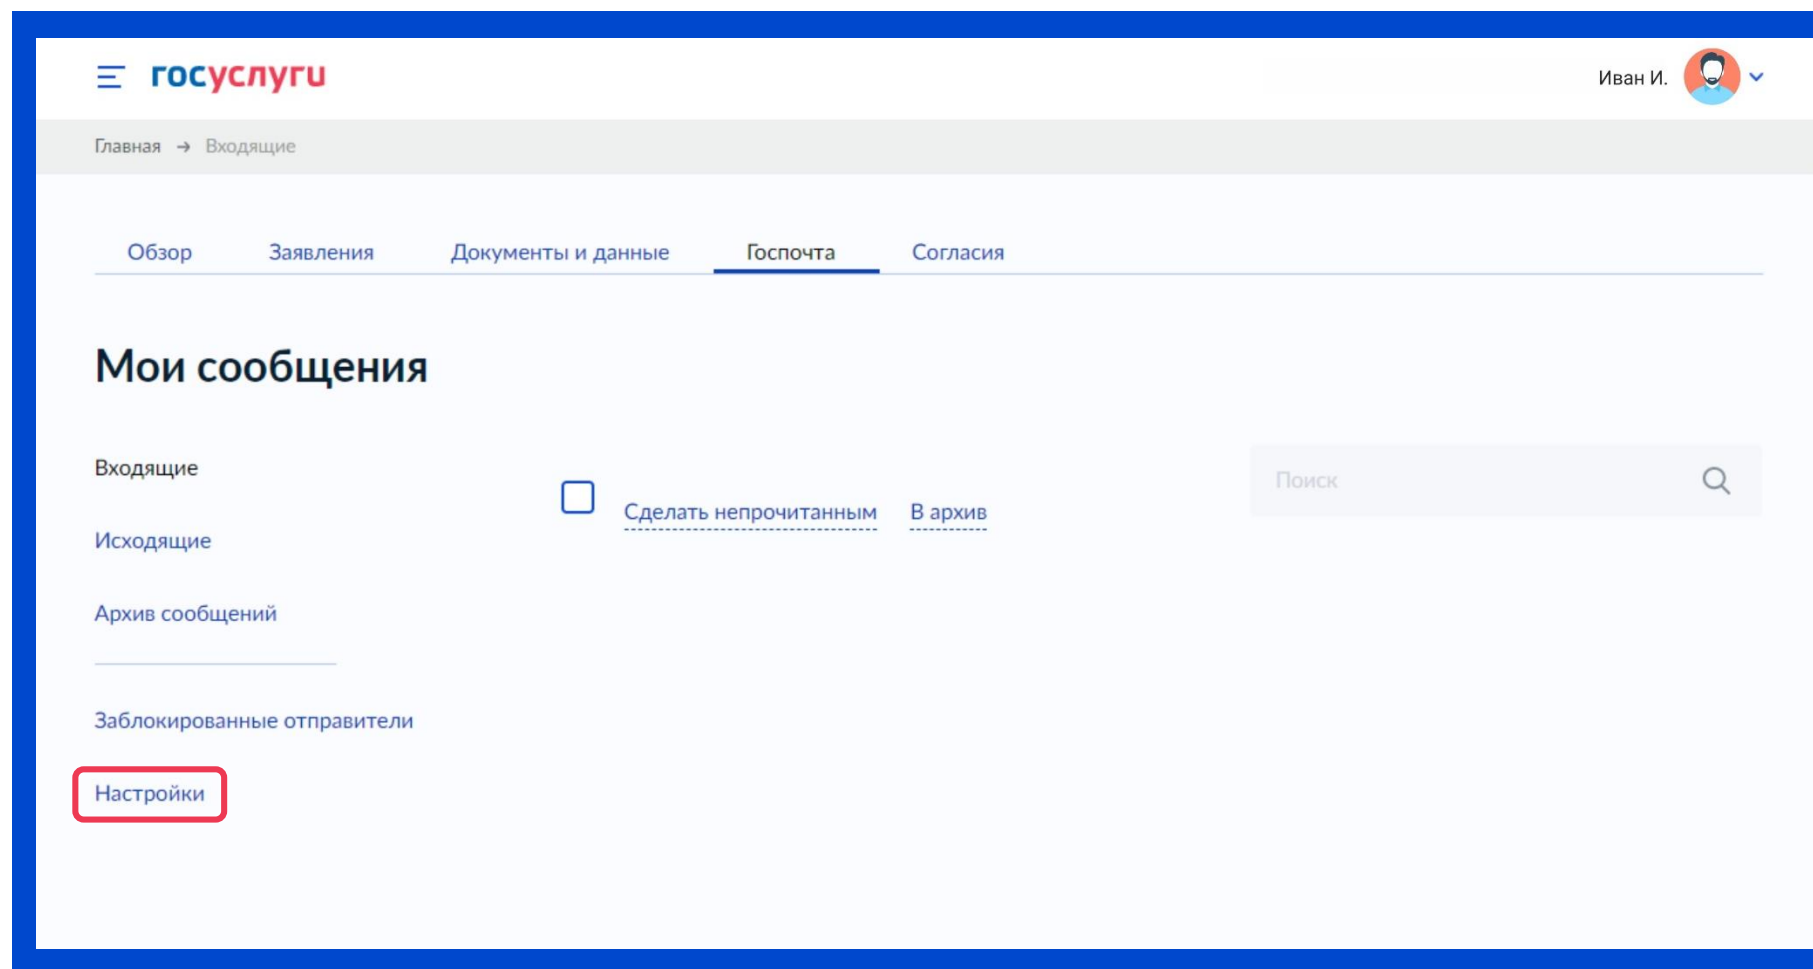 госуслуги
Иван И.
Главная → Входящие
Обзор Заявления Документы и данные Госпочта Согласия
Мои сообщения
Входящие
Сделать непрочитанным В архив
Поиск
Исходящие
Архив сообщений
Заблокированные отправители
Настройки